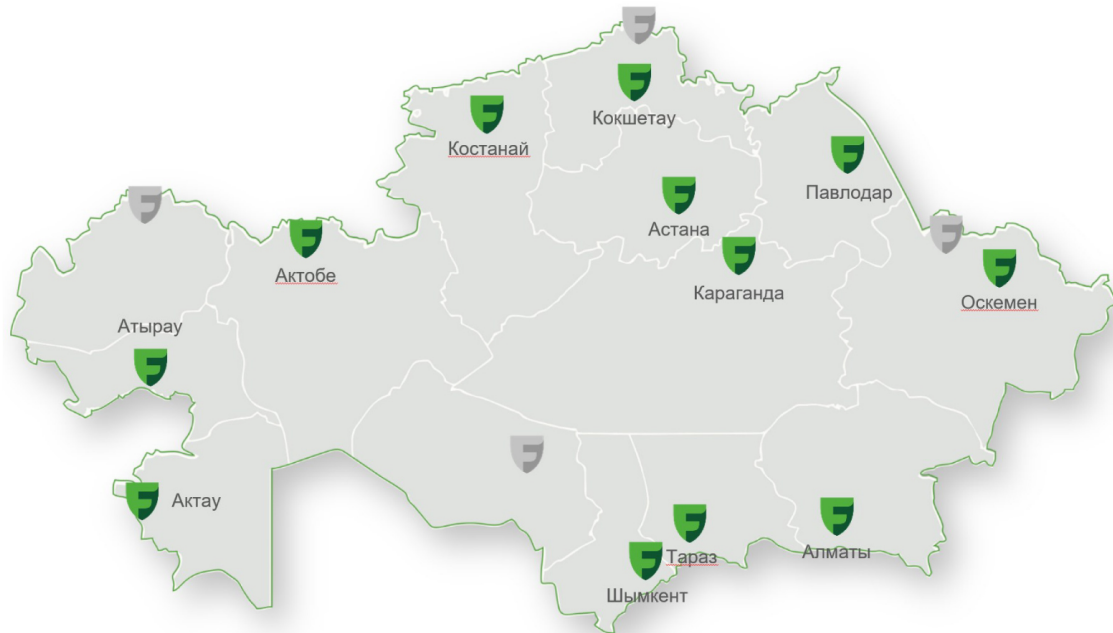 Кокшетау
Костанай
Павлодар
Астана
Актобе
Караганда
Оскемен
Атырау
Актау
Тараз
Алматы
Шымкент